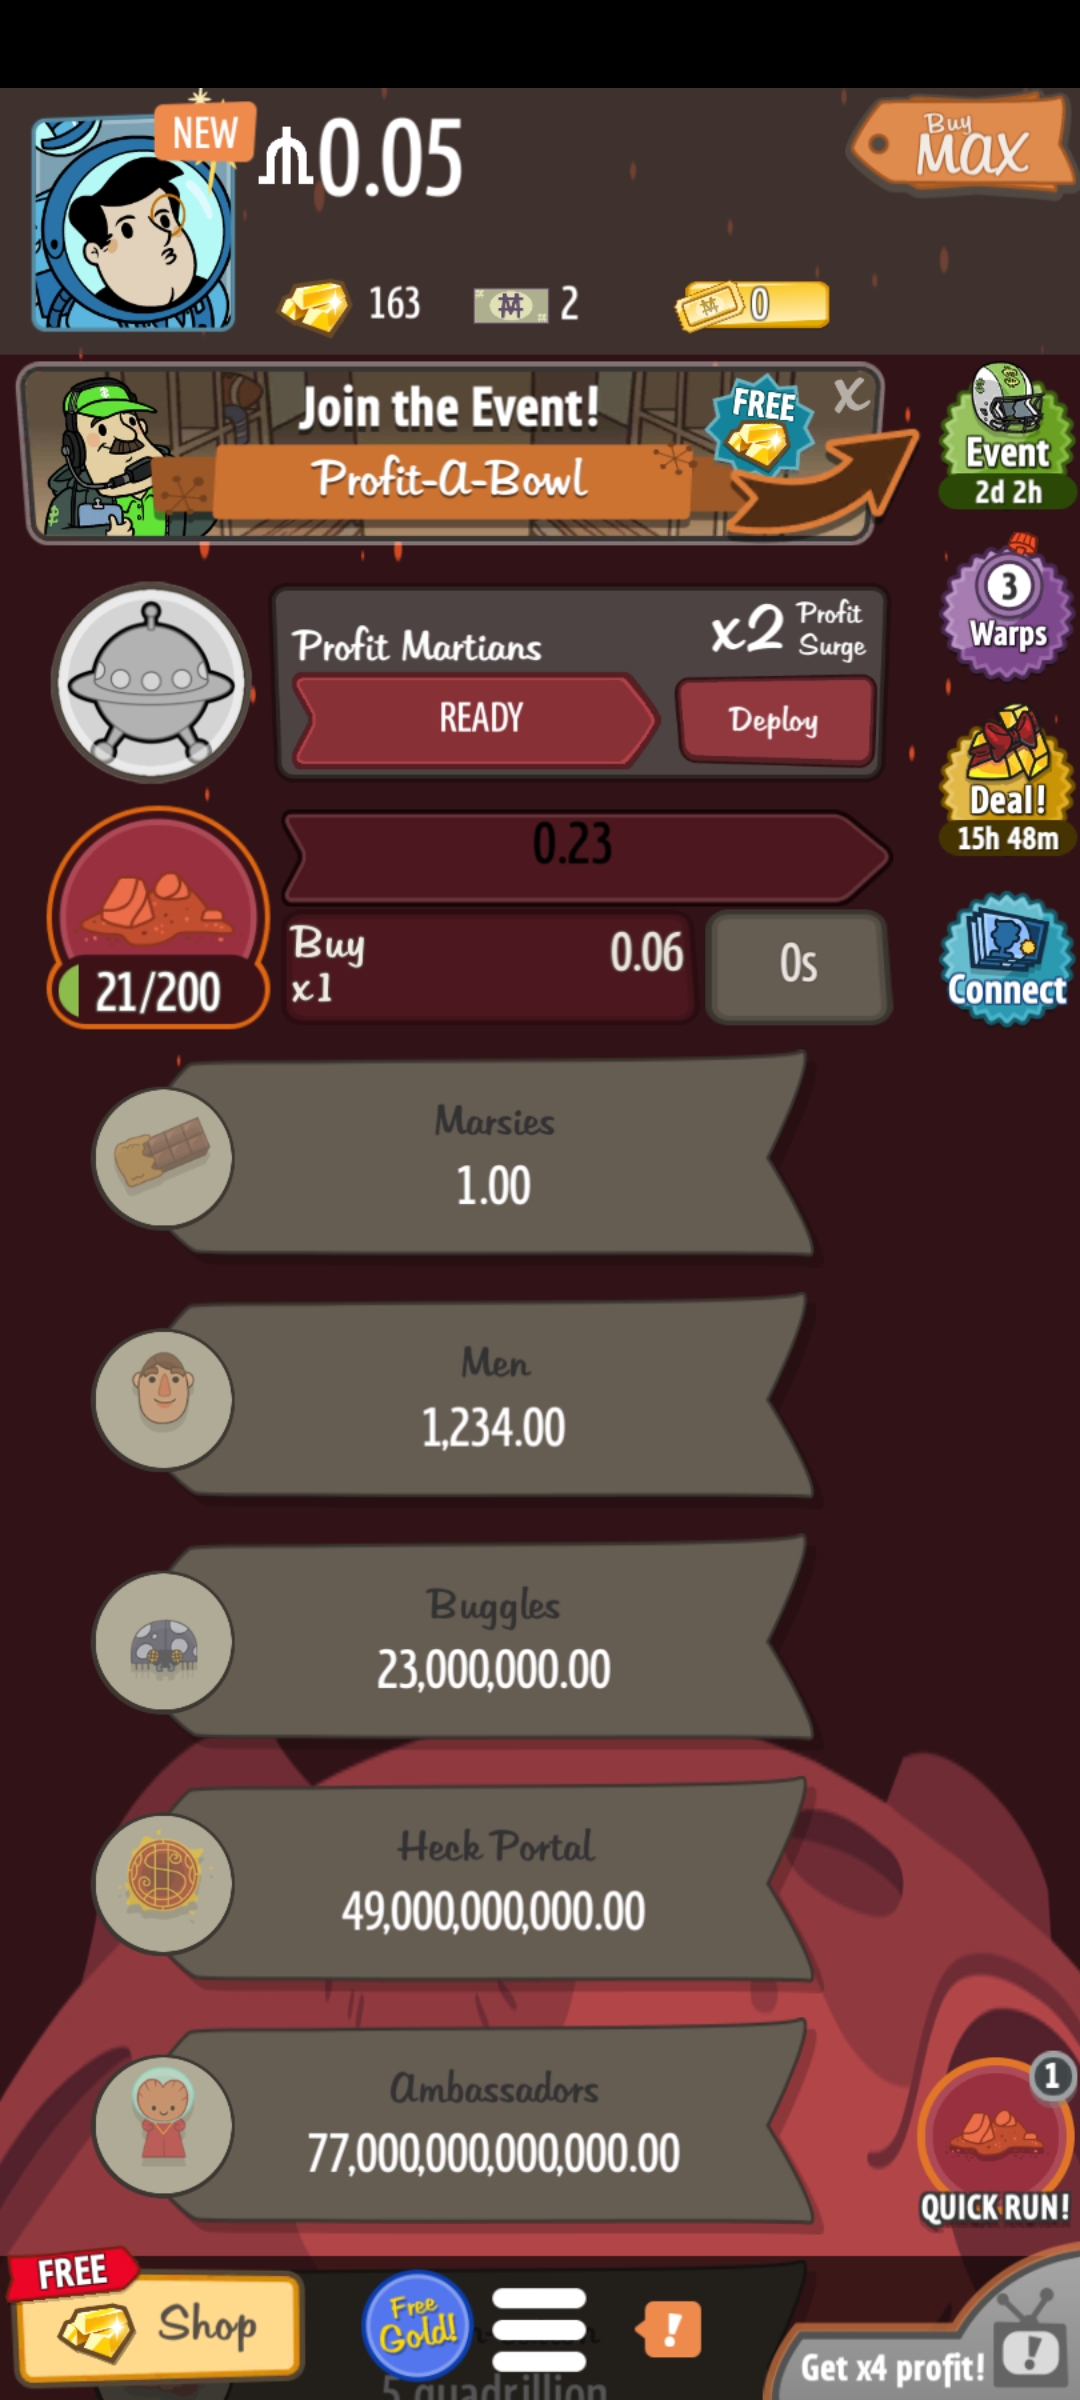 NEW
0.05
Buy
MAX
163
2
0
Join the Event!
FREE
X
Profit-A-Bowl
Event
2d 2h
3
Warps
Profit Martians
x2 Profit Surge
READY
Deploy
Deal!
15h 48m
0.23
21/200
Buy
x1
0.06
0s
Connect
Marsies
1.00
Men
1,234.00
Buggles
23,000,000.00
Heck Portal
49,000,000,000.00
Ambassadors
77,000,000,000,000.00
1
QUICK RUN!
FREE
Shop
Free
Gold!
!
Get x4 profit!
!
5 quadrillion